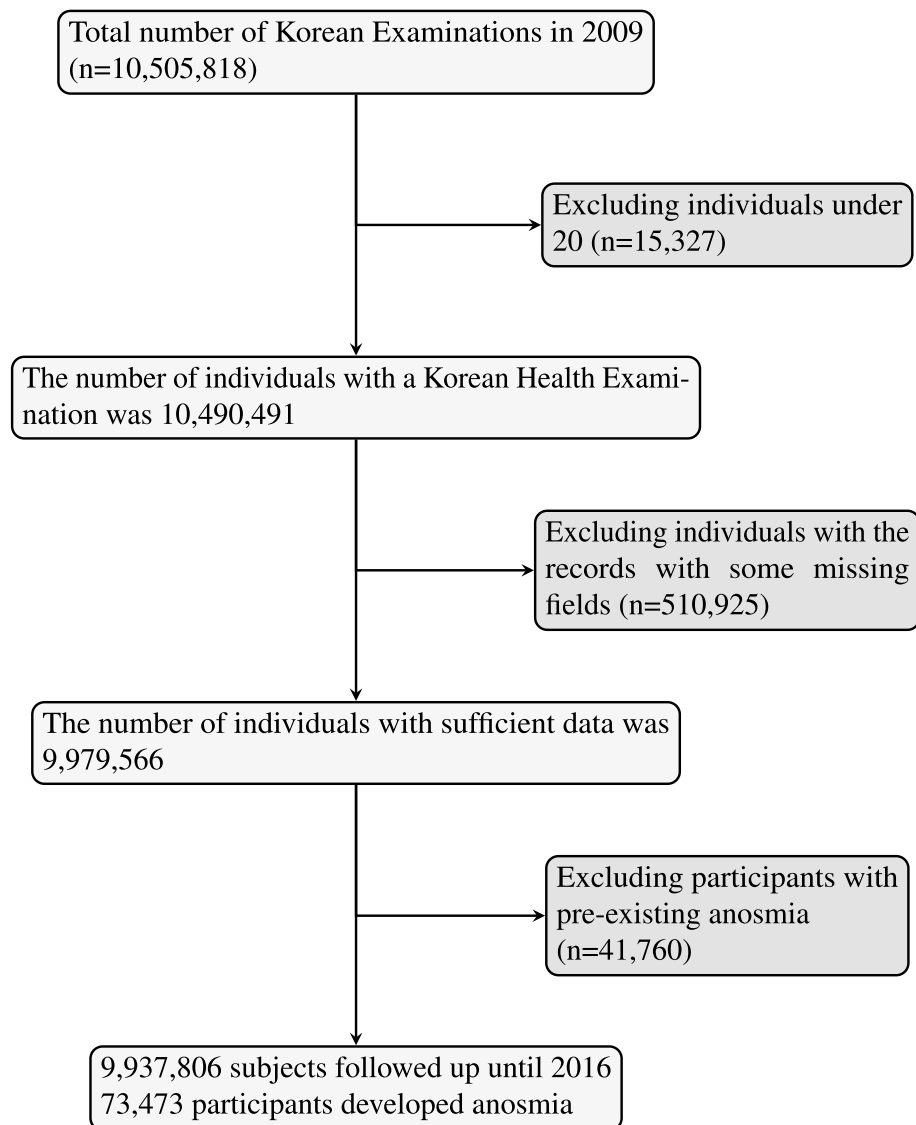 Total number of Korean Examinations in 2009
(n=10,505,818)
Excluding individuals under
20 (n=15,327)
The number of individuals with a Korean Health Exami-
nation was 10,490,491
Excluding individuals with the
records with some missing
fields (n=510,925)
The number of individuals with sufficient data was
9,979,566
Excluding participants with
pre-existing anosmia
(n=41,760)
9,937,806 subjects followed up until 2016
73,473 participants developed anosmia